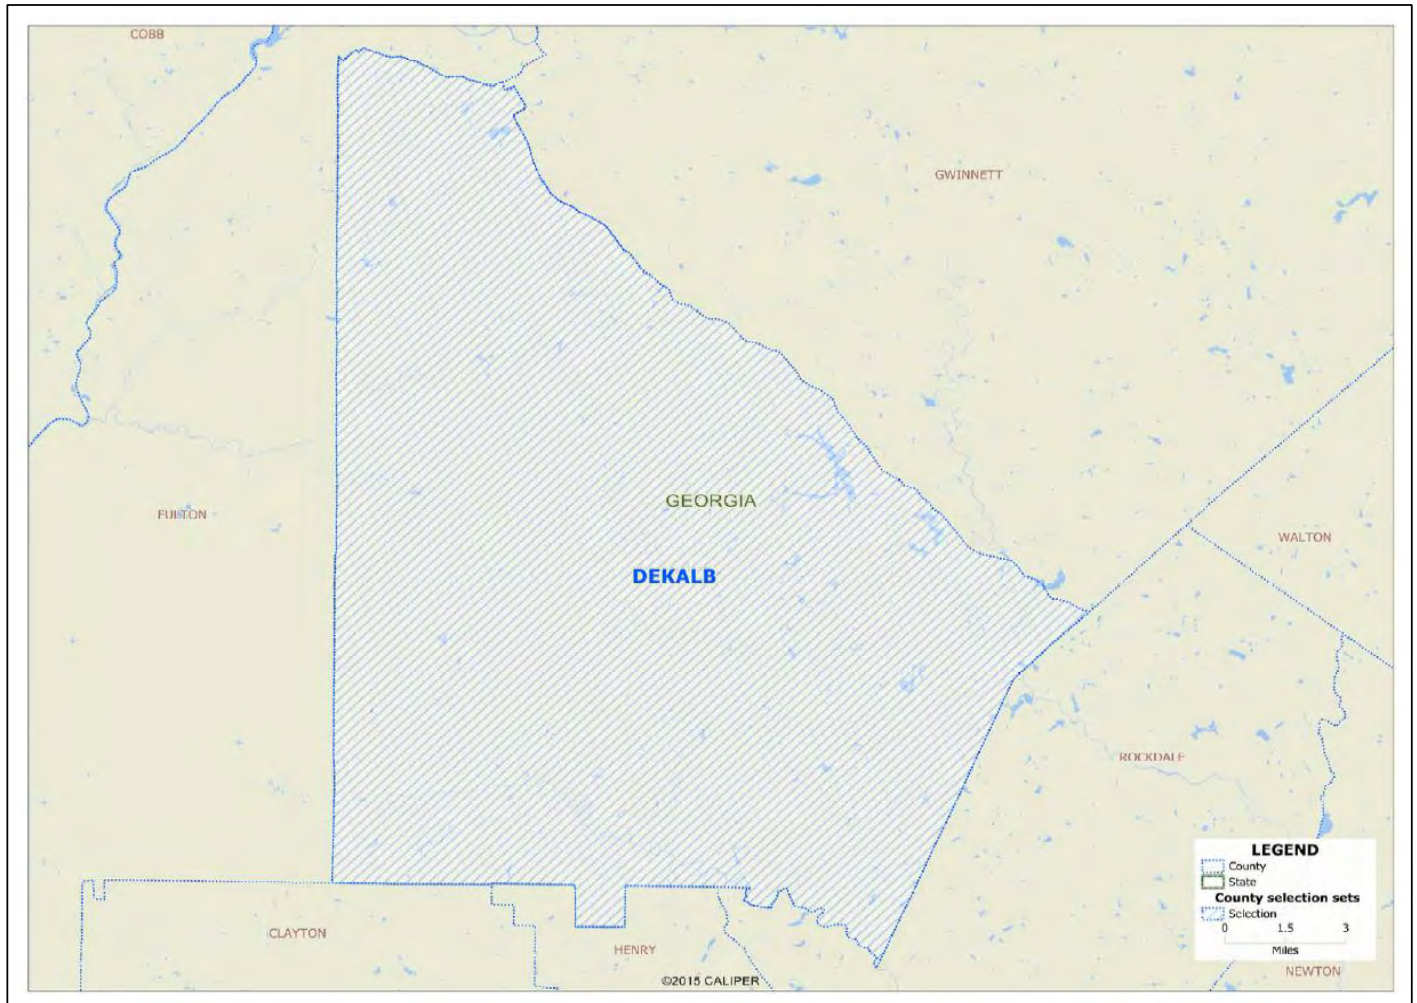 COBB
GWINNETT
GEORGIA
FULTON
WALTON
DEKALB
ROCKDALE
LEGEND
County
State
County selection sets
Selection
0 1.5 3
Miles
CLAYTON
HENRY
NEWTON
©2015 CALIPER